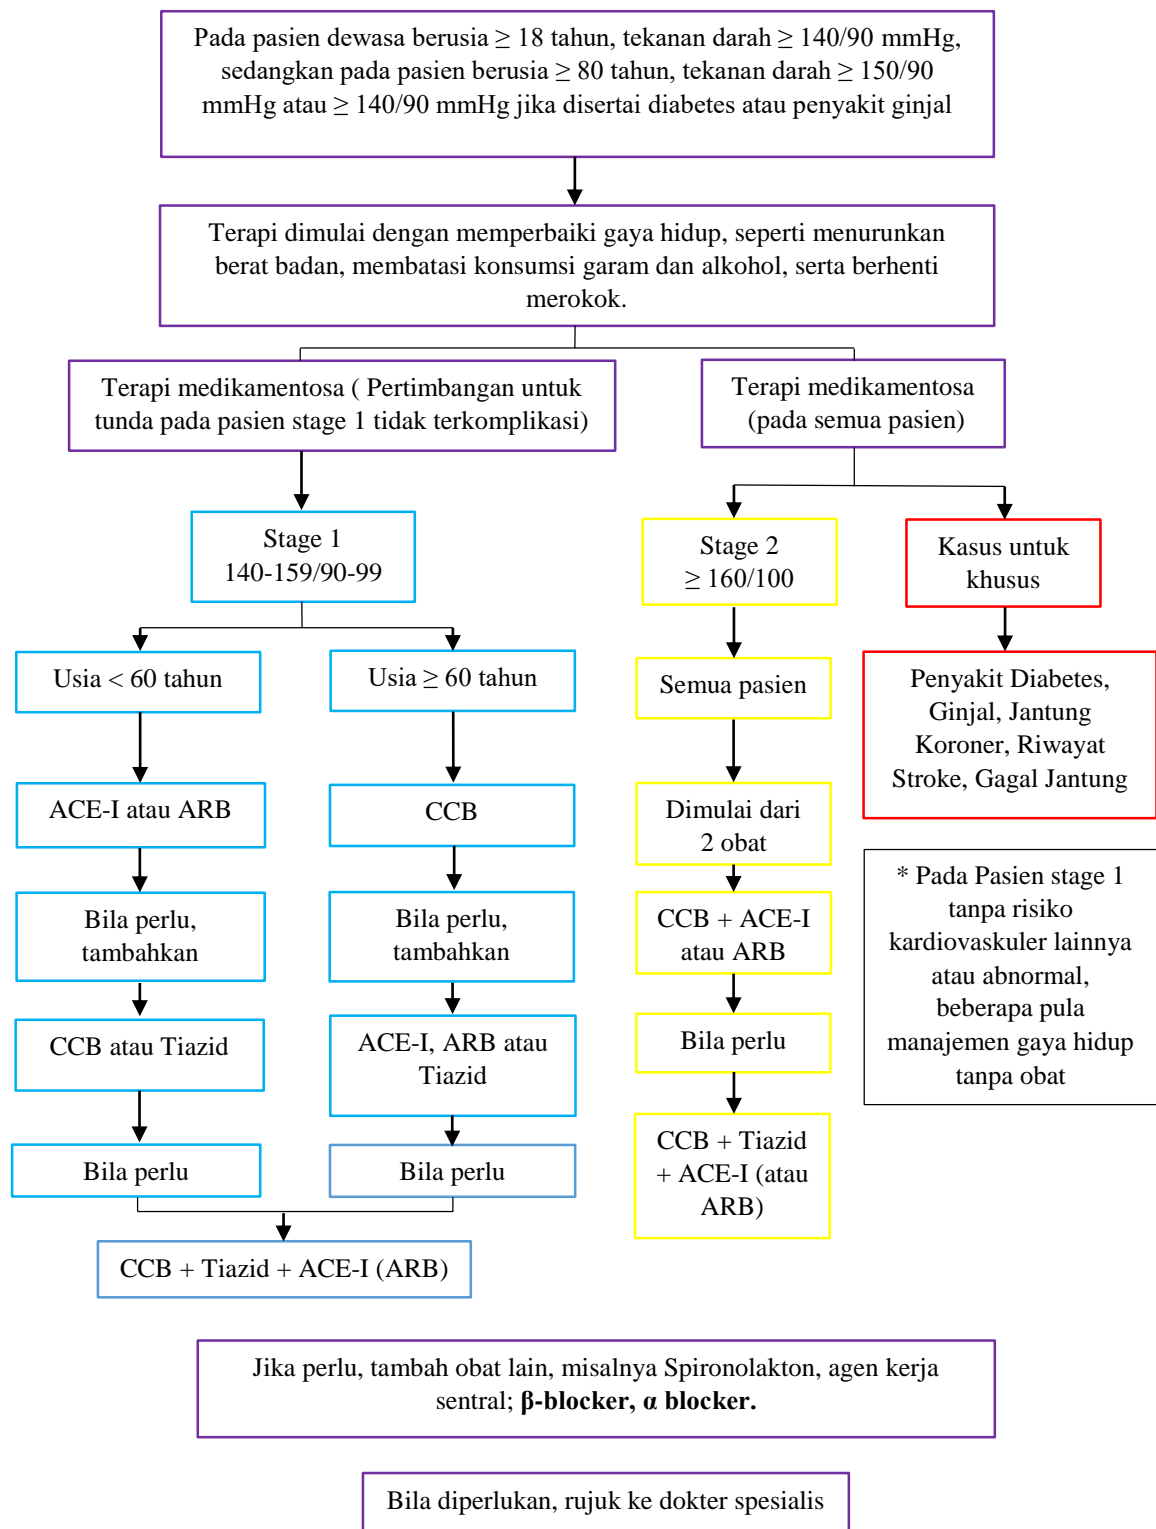 Pada pasien dewasa berusia ≥ 18 tahun, tekanan darah ≥ 140/90 mmHg,
sedangkan pada pasien berusia ≥ 80 tahun, tekanan darah ≥ 150/90
mmHg atau ≥ 140/90 mmHg jika disertai diabetes atau penyakit ginjal
Terapi dimulai dengan memperbaiki gaya hidup, seperti menurunkan
berat badan, membatasi konsumsi garam dan alkohol, serta berhenti
merokok.
Terapi medikamentosa ( Pertimbangan untuk
tunda pada pasien stage 1 tidak terkomplikasi)
Terapi medikamentosa
(pada semua pasien)
Stage 1
140-159/90-99
Usia < 60 tahun
ACE-I atau ARB
Bila perlu,
tambahkan
CCB atau Tiazid
Bila perlu
Usia ≥ 60 tahun
CCB
Bila perlu,
tambahkan
ACE-I, ARB atau
Tiazid
Bila perlu
CCB + Tiazid + ACE-I (ARB)
Stage 2
≥ 160/100
Semua pasien
Dimulai dari
2 obat
CCB + ACE-I
atau ARB
Bila perlu
CCB + Tiazid
+ ACE-I (atau
ARB)
Kasus untuk
khusus
Penyakit Diabetes,
Ginjal, Jantung
Koroner, Riwayat
Stroke, Gagal Jantung
* Pada Pasien stage 1
tanpa risiko
kardiovaskuler lainnya
atau abnormal,
beberapa pula
manajemen gaya hidup
tanpa obat
Jika perlu, tambah obat lain, misalnya Spironolakton, agen kerja
sentral; β-blocker, α blocker.
Bila diperlukan, rujuk ke dokter spesialis